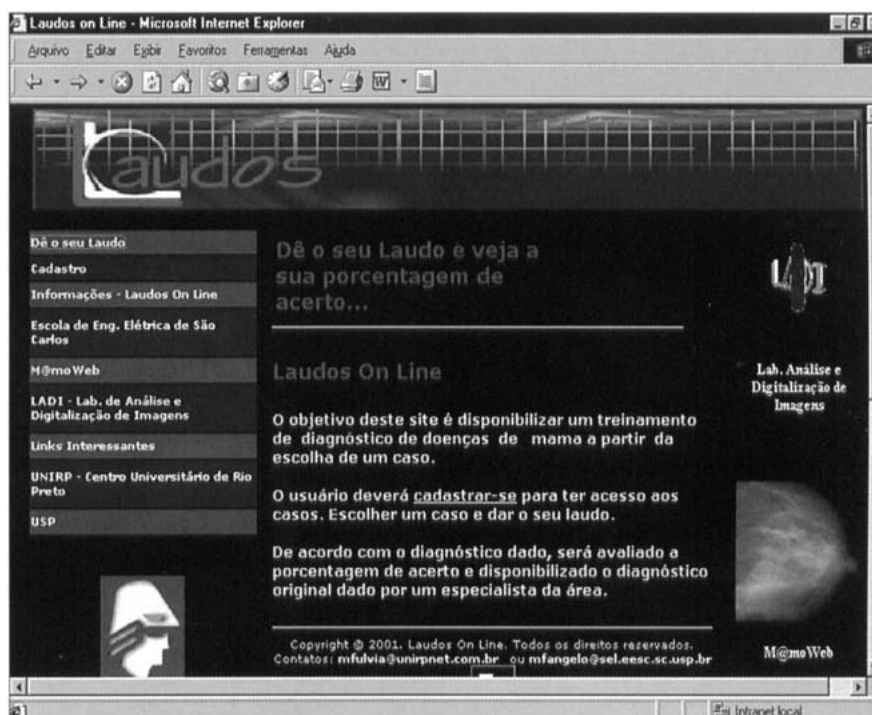 Laudos on Line - Microsoft Internet Explorer
Arquivo Editar Exibir Favoritos Ferramentas Ajuda
Laudos
Dê o seu Laudo
Cadastro
Informações - Laudos On Line
Escola de Eng. Elétrica de São
Carlos
M@moWeb
LADI - Lab. de Análise e
Digitalização de Imagens
Links Interessantes
UNIRP - Centro Universitário de Rio
Preto
USP
Dê o seu Laudo e veja a
sua porcentagem de
acerto...
Laudos On Line
O objetivo deste site é disponibilizar um treinamento
de diagnóstico de doenças de mama a partir da
escolha de um caso.
O usuário deverá cadastrar-se para ter acesso aos
casos. Escolher um caso e dar o seu laudo.
De acordo com o diagnóstico dado, será avaliado a
porcentagem de acerto e disponibilizado o diagnóstico
original dado por um especialista da área.
Copyright @ 2001. Laudos On Line. Todos os direitos reservados.
Contatos: mfulvia@unirpnet.com.br ou mfangelo@sel.eesc.sc.usp.br
LADI
Lab. Análise e
Digitalização de
Imagens
M@moWeb
Intranet local